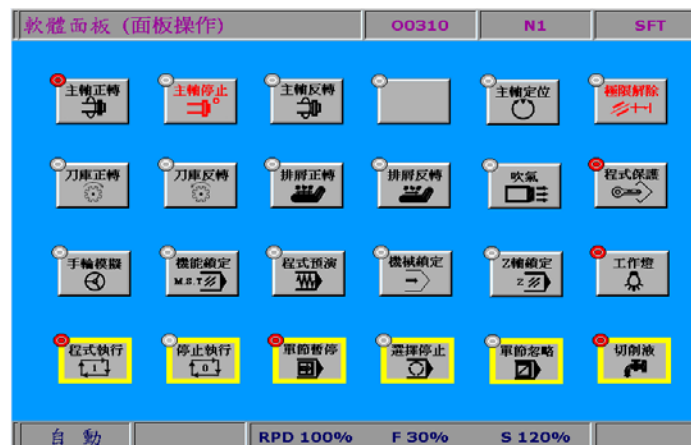 軟體面板 (面板操作) O0310 N1 SFT
主軸正轉 主軸停止 主軸反轉 主軸定位 極限解除
刀庫正轉 刀庫反轉 排屑正轉 排屑反轉 吹氣 程式保護
手輪模擬 機能鎖定 程式預演 機械鎖定 Z軸鎖定 工作燈
M.S.T Z
程式執行 停止執行 單節暫停 選擇停止 單節忽略 切削液
1 0
自動 RPD 100% F 30% S 120%